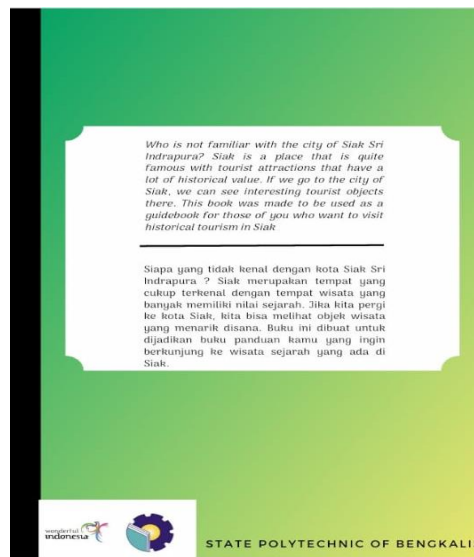 Who is not familiar with the city of Siak Sri
Indrapura? Siak is a place that is quite
famous with tourist attractions that have a
lot of historical value. If we go to the city of
Siak, we can see interesting tourist objects
there. This book was made to be used as a
guidebook for those of you who want to visit
historical tourism in Siak
Siapa yang tidak kenal dengan kota Siak Sri
Indrapura ? Siak merupakan tempat yang
cukup terkenal dengan tempat wisata yang
banyak memiliki nilai sejarah. Jika kita pergi
ke kota Siak, kita bisa melihat objek wisata
yang menarik disana. Buku ini dibuat untuk
dijadikan buku panduan kamu yang ingin
berkunjung ke wisata sejarah yang ada di
Siak.
wonderful
indonesia
STATE POLYTECHNIC OF BENGKALI